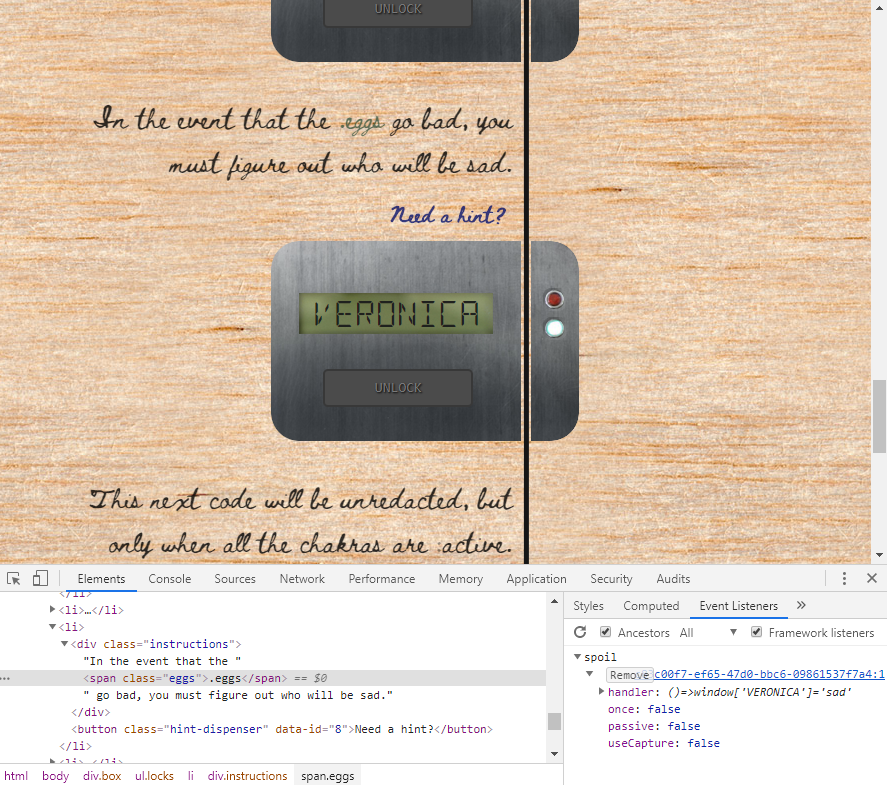 UNLOCK
In the event that the .eggs go bad, you
must figure out who will be sad.
Need a hint?
VERONICA
UNLOCK
This next code will be unredacted, but
only when all the chakras are :active.
Elements Console Sources Network Performance Memory Application Security Audits
</li>
<li>…</li>
<li>
<div class="instructions">
"In the event that the "
<span class="eggs">.eggs</span> == $0
" go bad, you must figure out who will be sad."
</div>
<button class="hint-dispenser" data-id="8">Need a hint?</button>
</li>
<li>…</li>
html body div.box ul.locks li div.instructions span.eggs
Styles Computed Event Listeners
Ancestors All Framework listeners
spoil
Remove c00f7-ef65-47d0-bbc6-09861537f7a4:1
handler: ()=>window['VERONICA']='sad'
once: false
passive: false
useCapture: false